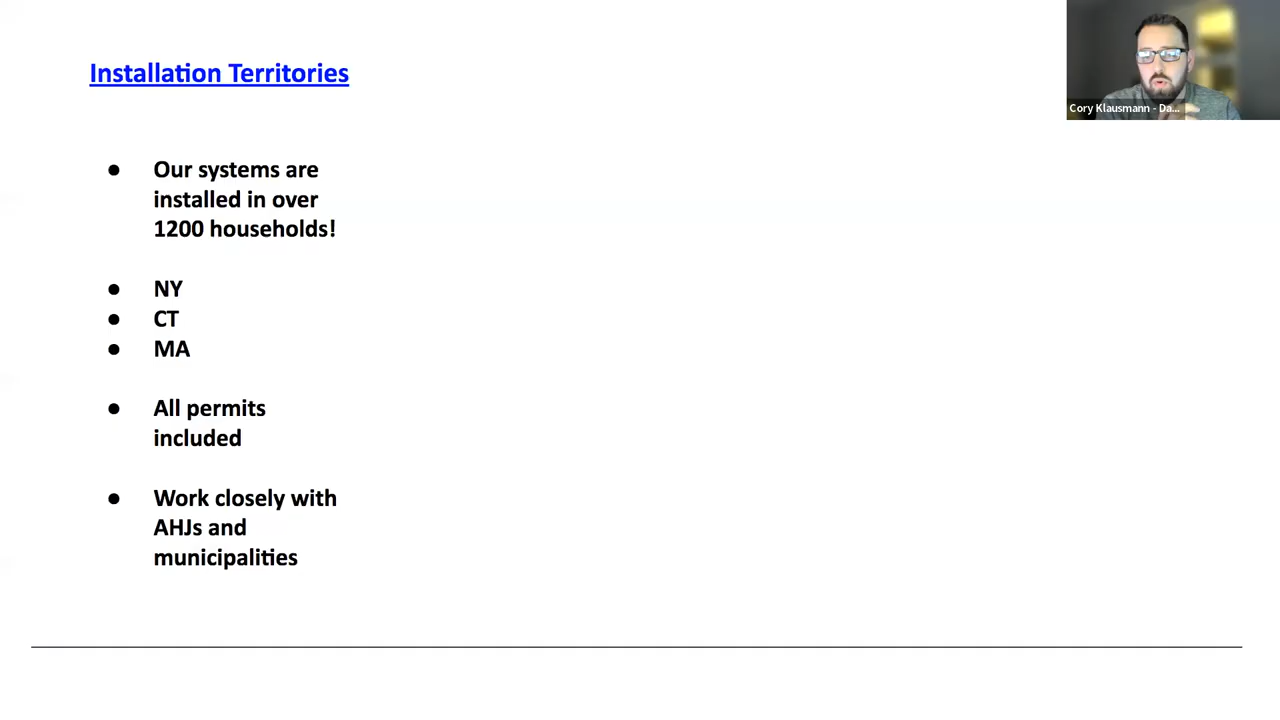 Installation Territories
Cory Klausmann - Da...
● Our systems are
installed in over
1200 households!
● NY
● CT
● MA
● All permits
included
● Work closely with
AHJs and
municipalities